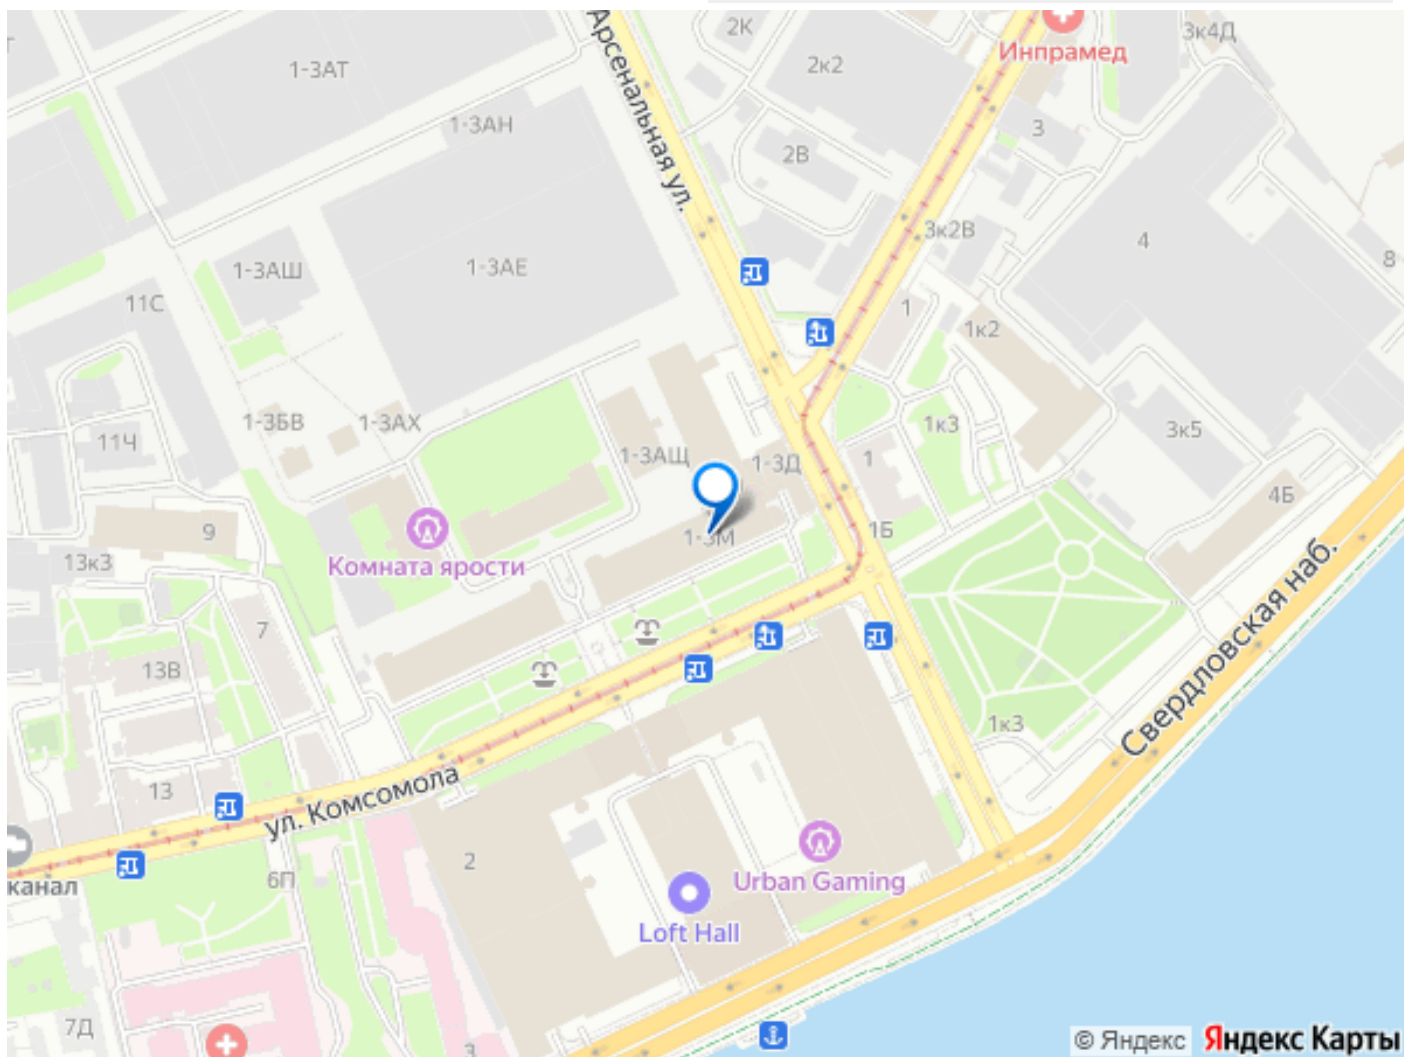 2К
3к4Д
Инпрамед
1-3АТ
2к2
Арсенальная ул.
1-3АН
3
2В
3к2В
4
8
1-3АШ
1-3АЕ
11С
1
1к2
1-3БВ
1-3АХ
11Ч
1к3
3к5
1-3АЩ
1-3Д
1
4Б
9
1-3М
1Б
13к3
Комната ярости
Свердловская наб.
7
13В
1к3
13
ул. Комсомола
2
канал
6П
Urban Gaming
Loft Hall
7Д
3
© Яндекс Яндекс Карты